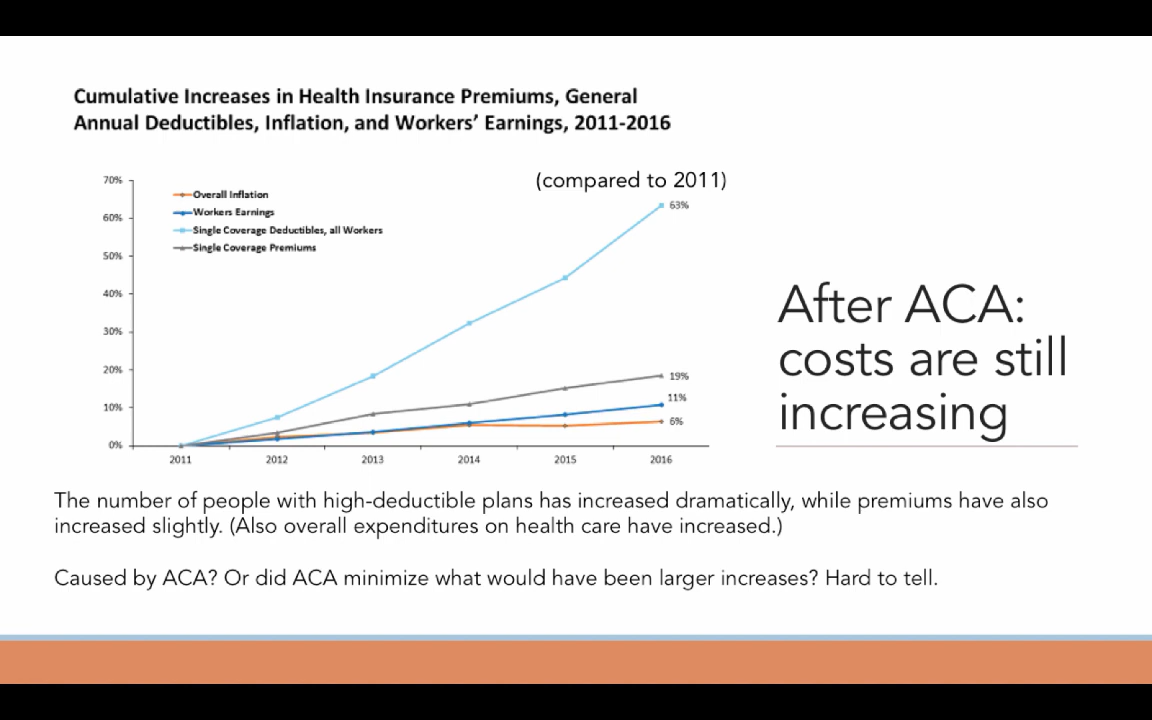 Cumulative Increases in Health Insurance Premiums, General
Annual Deductibles, Inflation, and Workers’ Earnings, 2011-2016
(compared to 2011)
70%
60%
50%
40%
30%
20%
10%
0%
Overall Inflation
Workers Earnings
Single Coverage Deductibles, all Workers
Single Coverage Premiums
63%
19%
11%
6%
2011 2012 2013 2014 2015 2016
After ACA:
costs are still
increasing
The number of people with high-deductible plans has increased dramatically, while premiums have also
increased slightly. (Also overall expenditures on health care have increased.)
Caused by ACA? Or did ACA minimize what would have been larger increases? Hard to tell.